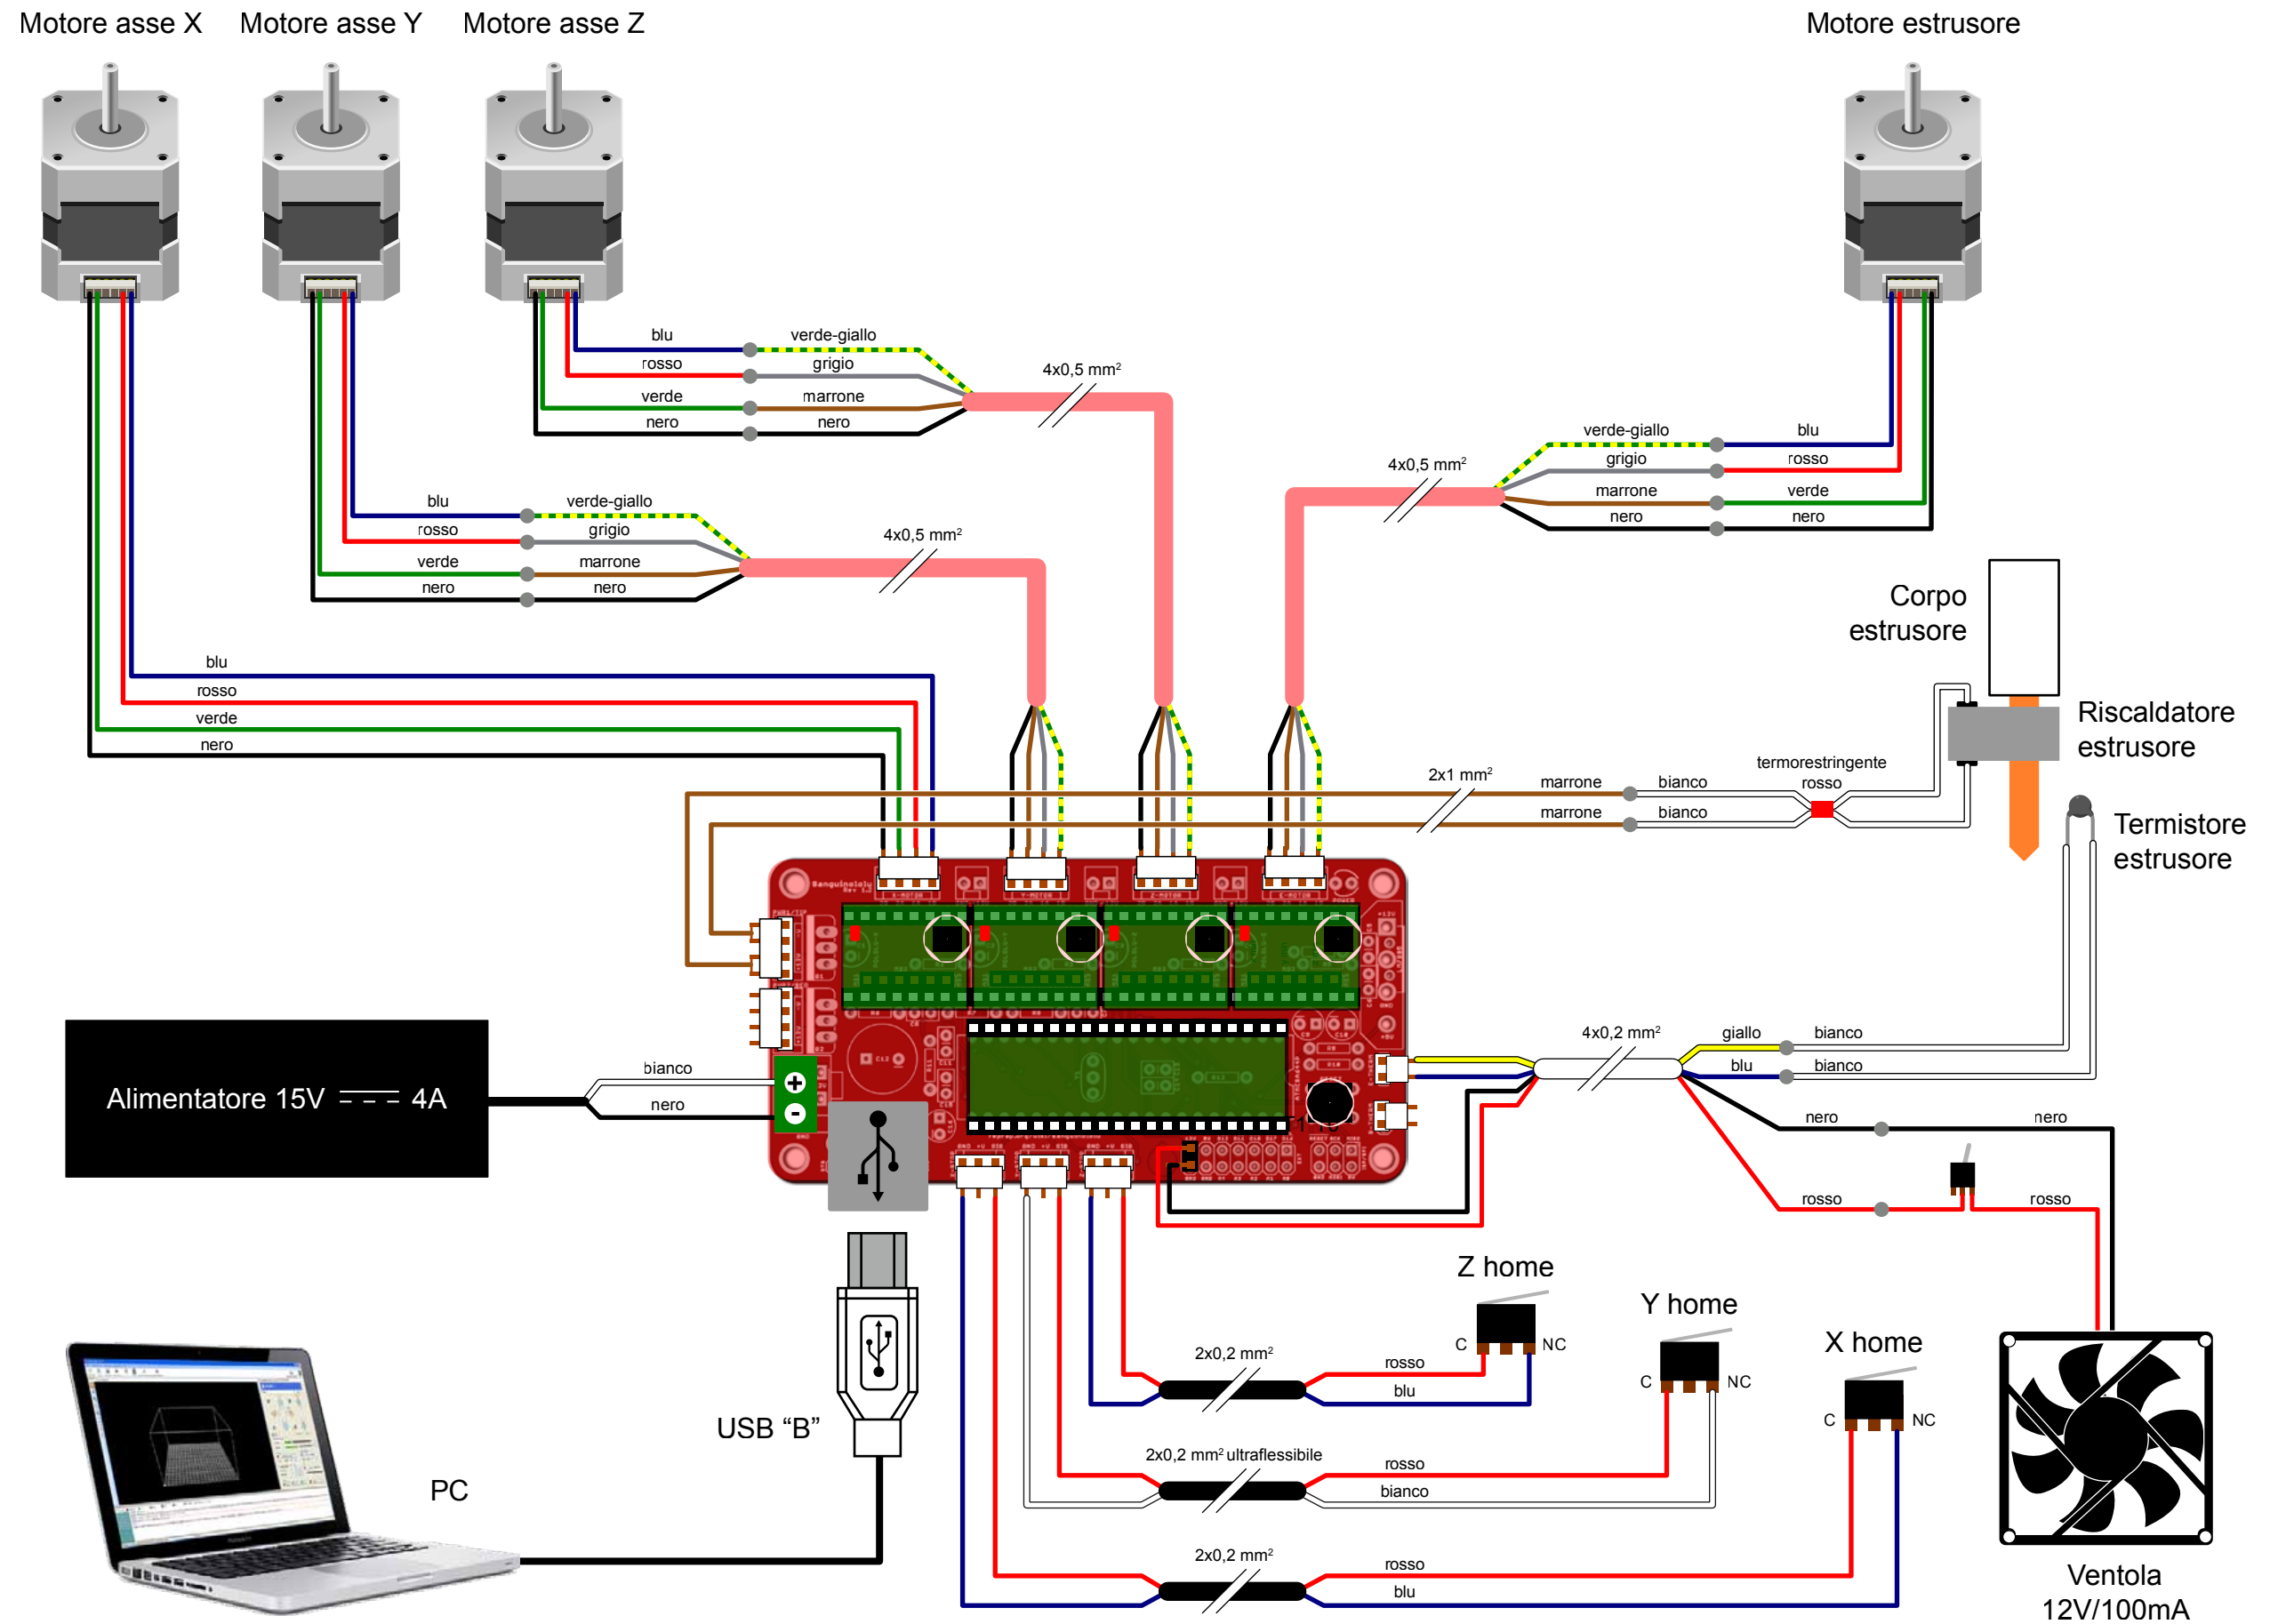 Motore asse X
Motore asse Y
Motore asse Z
Motore estrusore
blu
verde-giallo
rosso
grigio
verde
marrone
nero
nero
4x0,5 mm²
blu
verde-giallo
rosso
grigio
verde
marrone
nero
nero
4x0,5 mm²
4x0,5 mm²
verde-giallo
blu
grigio
rosso
marrone
verde
nero
nero
blu
rosso
verde
nero
Corpo
estrusore
Riscaldatore
estrusore
termorestringente
rosso
2x1 mm²
marrone
bianco
marrone
bianco
Termistore
estrusore
Sanguinololu
Rev 1.2
Alimentatore 15V
4A
bianco
nero
+
-
4x0,2 mm²
giallo
bianco
blu
bianco
nero
nero
rosso
rosso
Z home
C
NC
Y home
C
NC
X home
C
NC
2x0,2 mm²
rosso
blu
2x0,2 mm² ultraflessibile
rosso
bianco
2x0,2 mm²
rosso
blu
USB “B”
PC
Ventola
12V/100mA